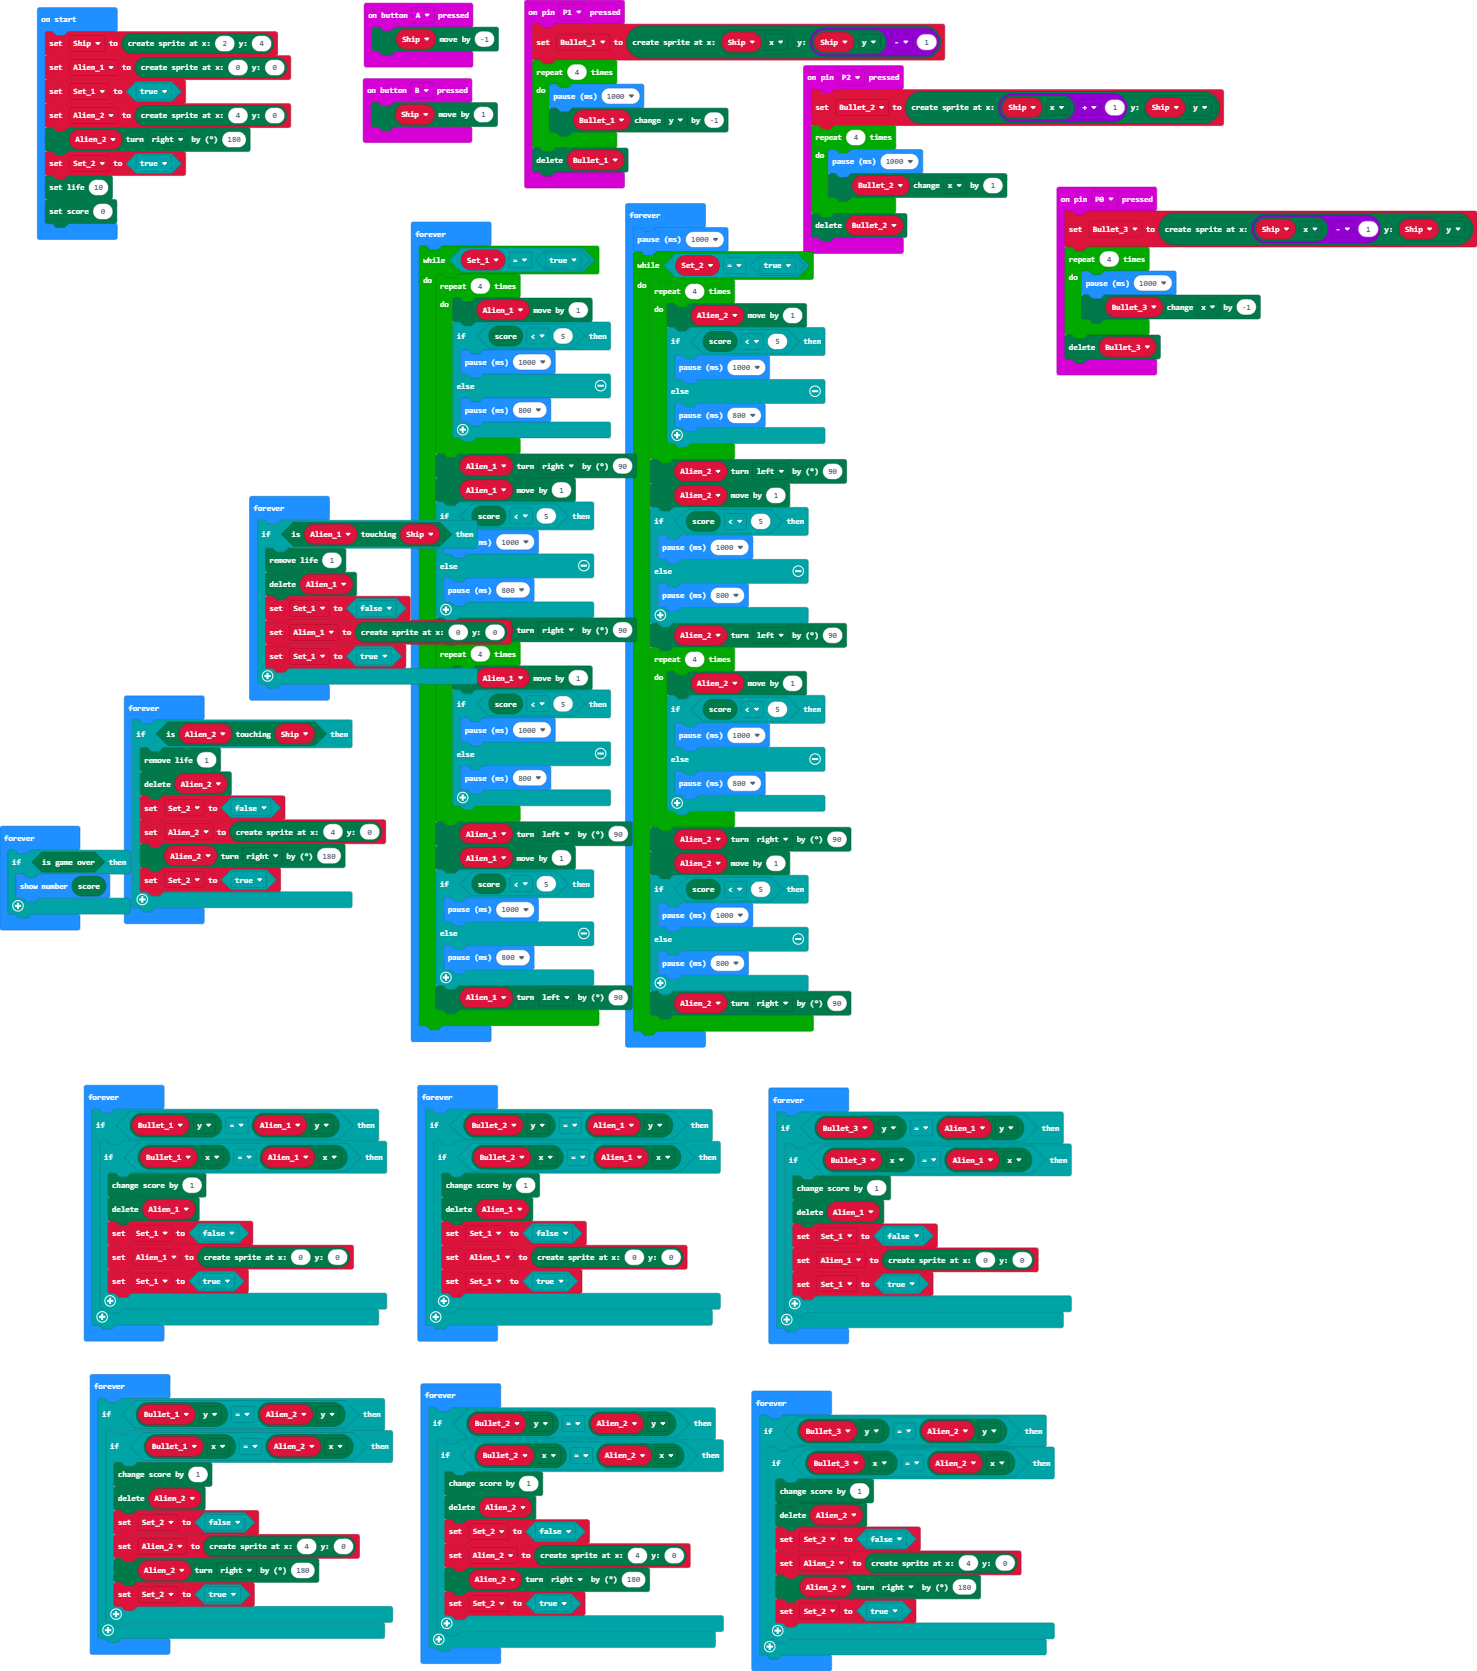 on start
set Ship to create sprite at x: 2 y: 4
set Alien_1 to create sprite at x: 0 y: 0
set Set_1 to true
set Alien_2 to create sprite at x: 4 y: 0
Alien_2 turn right by (°) 180
set Set_2 to true
set life 10
set score 0
on button A pressed
Ship move by -1
on button B pressed
Ship move by 1
on pin P1 pressed
set Bullet_1 to create sprite at x: Ship x y: Ship y - 1
repeat 4 times
do pause (ms) 1000
Bullet_1 change y by -1
delete Bullet_1
on pin P2 pressed
set Bullet_2 to create sprite at x: Ship x + 1 y: Ship y
repeat 4 times
do pause (ms) 1000
Bullet_2 change x by 1
delete Bullet_2
on pin P0 pressed
set Bullet_3 to create sprite at x: Ship x - 1 y: Ship y
repeat 4 times
do pause (ms) 1000
Bullet_3 change x by -1
delete Bullet_3
forever
while Set_1 = true
do repeat 4 times
do Alien_1 move by 1
if score < 5 then
pause (ms) 1000
else
pause (ms) 800
Alien_1 turn right by (°) 90
Alien_1 move by 1
if score < 5 then
ms) 1000
else
pause (ms) 800
turn right by (°) 90
repeat 4 times
Alien_1 move by 1
if score < 5 then
pause (ms) 1000
else
pause (ms) 800
Alien_1 turn left by (°) 90
Alien_1 move by 1
if score < 5 then
pause (ms) 1000
else
pause (ms) 800
Alien_1 turn left by (°) 90
forever
pause (ms) 1000
while Set_2 = true
do repeat 4 times
do Alien_2 move by 1
if score < 5 then
pause (ms) 1000
else
pause (ms) 800
Alien_2 turn left by (°) 90
Alien_2 move by 1
if score < 5 then
pause (ms) 1000
else
pause (ms) 800
Alien_2 turn left by (°) 90
repeat 4 times
do Alien_2 move by 1
if score < 5 then
pause (ms) 1000
else
pause (ms) 800
Alien_2 turn right by (°) 90
Alien_2 move by 1
if score < 5 then
pause (ms) 1000
else
pause (ms) 800
Alien_2 turn right by (°) 90
forever
if is Alien_1 touching Ship then
remove life 1
delete Alien_1
set Set_1 to false
set Alien_1 to create sprite at x: 0 y: 0
set Set_1 to true
forever
if is Alien_2 touching Ship then
remove life 1
delete Alien_2
set Set_2 to false
set Alien_2 to create sprite at x: 4 y: 0
Alien_2 turn right by (°) 180
set Set_2 to true
forever
if is game over then
show number score
forever
if Bullet_1 y = Alien_1 y then
if Bullet_1 x = Alien_1 x then
change score by 1
delete Alien_1
set Set_1 to false
set Alien_1 to create sprite at x: 0 y: 0
set Set_1 to true
forever
if Bullet_2 y = Alien_1 y then
if Bullet_2 x = Alien_1 x then
change score by 1
delete Alien_1
set Set_1 to false
set Alien_1 to create sprite at x: 0 y: 0
set Set_1 to true
forever
if Bullet_3 y = Alien_1 y then
if Bullet_3 x = Alien_1 x then
change score by 1
delete Alien_1
set Set_1 to false
set Alien_1 to create sprite at x: 0 y: 0
set Set_1 to true
forever
if Bullet_1 y = Alien_2 y then
if Bullet_1 x = Alien_2 x then
change score by 1
delete Alien_2
set Set_2 to false
set Alien_2 to create sprite at x: 4 y: 0
Alien_2 turn right by (°) 180
set Set_2 to true
forever
if Bullet_2 y = Alien_2 y then
if Bullet_2 x = Alien_2 x then
change score by 1
delete Alien_2
set Set_2 to false
set Alien_2 to create sprite at x: 4 y: 0
Alien_2 turn right by (°) 180
set Set_2 to true
forever
if Bullet_3 y = Alien_2 y then
if Bullet_3 x = Alien_2 x then
change score by 1
delete Alien_2
set Set_2 to false
set Alien_2 to create sprite at x: 4 y: 0
Alien_2 turn right by (°) 180
set Set_2 to true